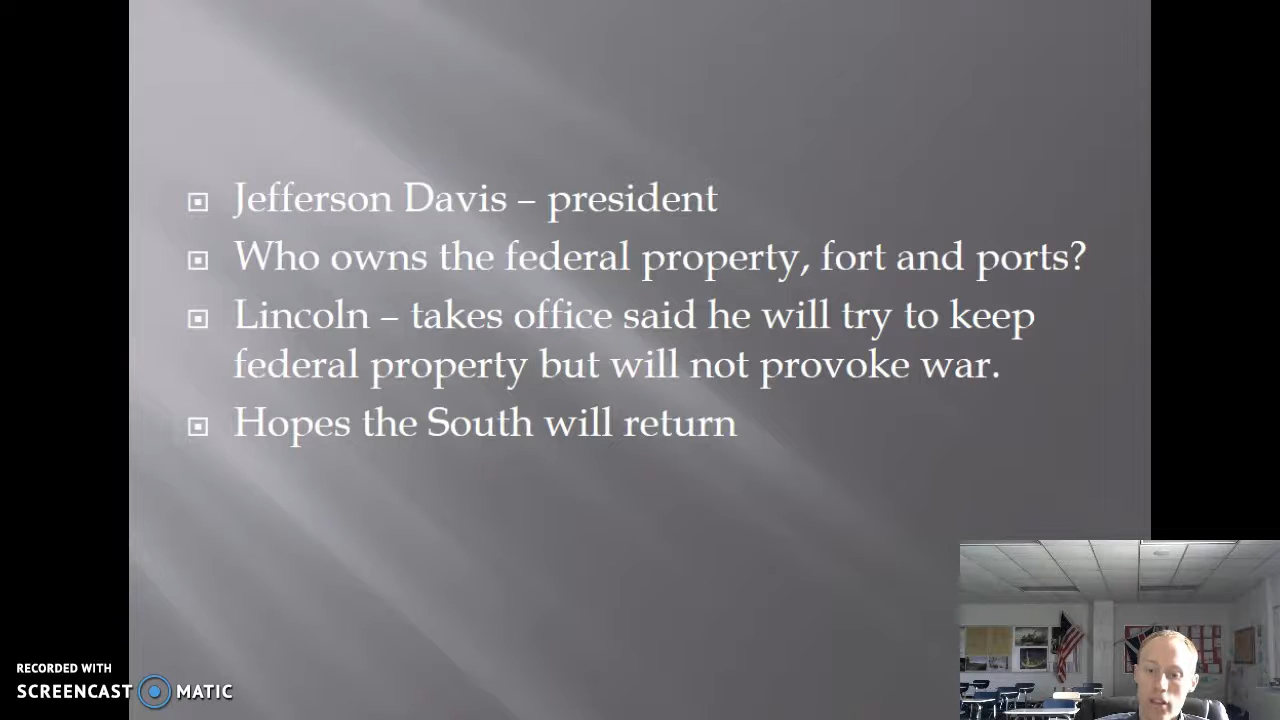 Jefferson Davis – president
Who owns the federal property, fort and ports?
Lincoln – takes office said he will try to keep
federal property but will not provoke war.
Hopes the South will return
RECORDED WITH
SCREENCAST MATIC